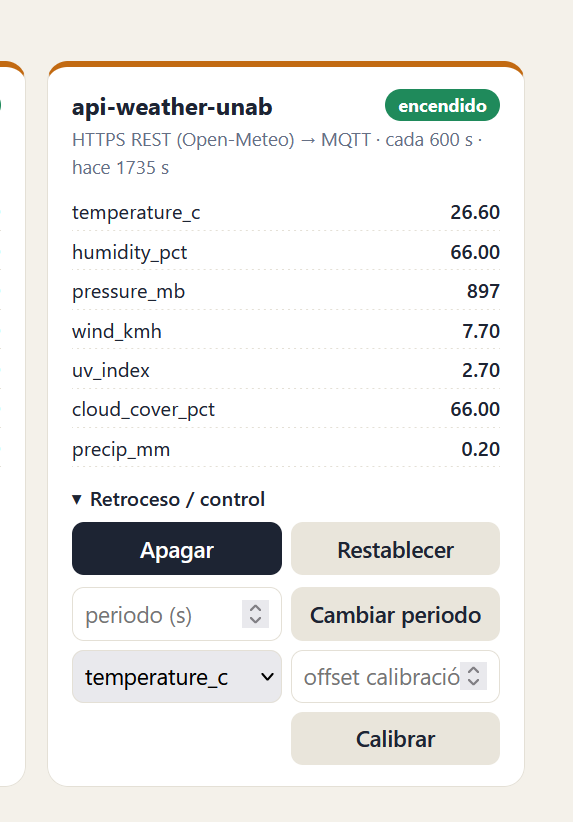 api-weather-unab
encendido
HTTPS REST (Open-Meteo) → MQTT · cada 600 s ·
hace 1735 s
temperature_c 26.60
humidity_pct 66.00
pressure_mb 897
wind_kmh 7.70
uv_index 2.70
cloud_cover_pct 66.00
precip_mm 0.20
▼ Retroceso / control
Apagar Restablecer
periodo (s) Cambiar periodo
temperature_c offset calibració
Calibrar